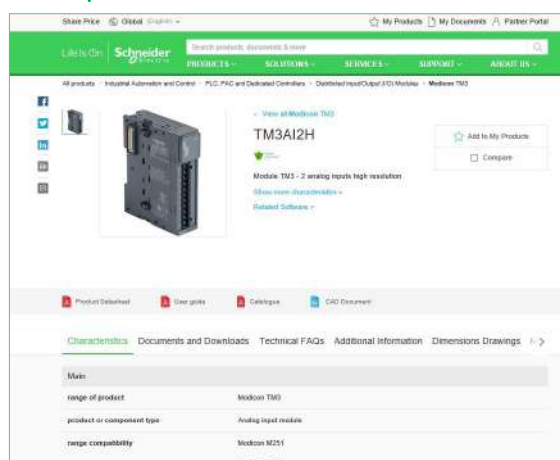 Share Price Global (English) My Products My Documents Partner Portal
Life Is On Schneider Electric
Search products, documents & more
PRODUCTS SOLUTIONS SERVICES SUPPORT ABOUT US
All products Industrial Automation and Control PLC, PAC and Dedicated Controllers Distributed Input/Output (I/O) Modules Modicon TM3
< View all Modicon TM3
TM3AI2H
Add to My Products
Compare
Module TM3 - 2 analog inputs high resolution
Show more characteristics >
Related Software >
Product Datasheet User guide Catalogue CAD Document
Characteristics Documents and Downloads Technical FAQs Additional Information Dimensions Drawings
Main
range of product Modicon TM3
product or component type Analog input module
range compatibility Modicon M251